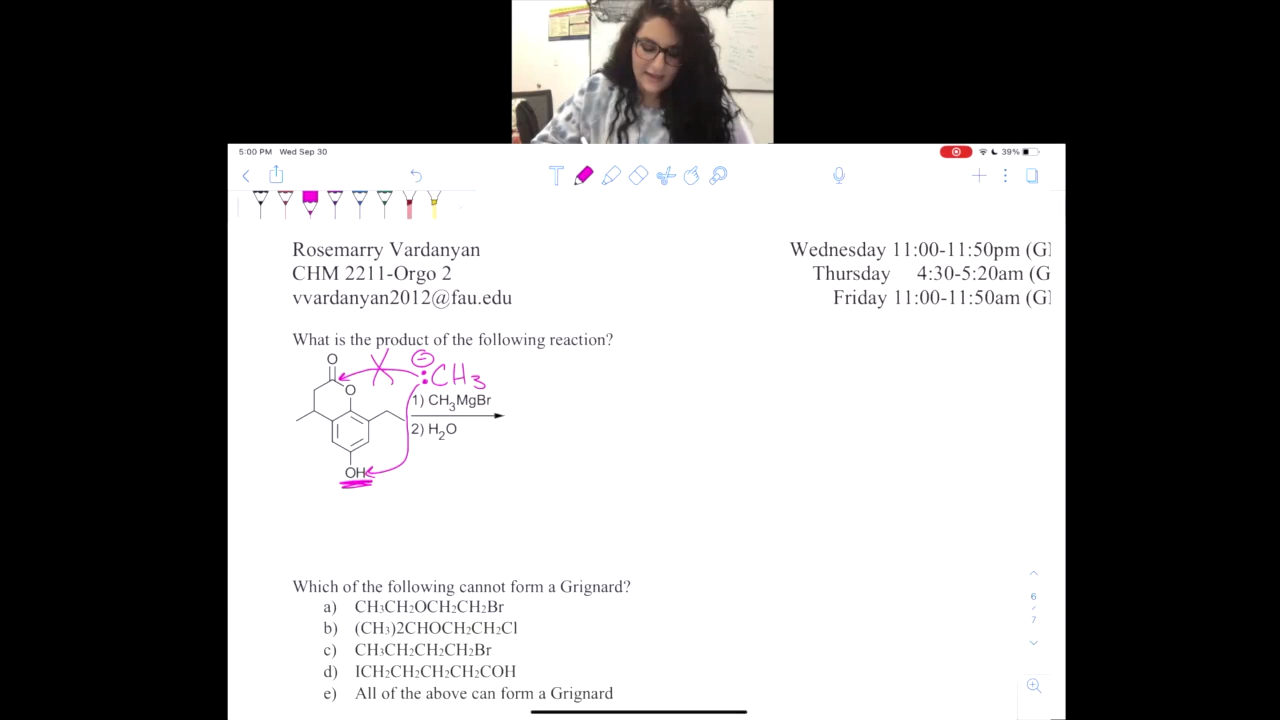 5:00 PM Wed Sep 30
39%
T
Rosemarry Vardanyan
Wednesday 11:00-11:50pm (G
CHM 2211-Orgo 2
Thursday 4:30-5:20am (G
vvardanyan2012@fau.edu
Friday 11:00-11:50am (G
What is the product of the following reaction?
O
O
:CH3
1) CH3MgBr
2) H2O
OH
Which of the following cannot form a Grignard?
a) CH3CH2OCH2CH2Br
b) (CH3)2CHOCH2CH2Cl
c) CH3CH2CH2CH2Br
d) ICH2CH2CH2CH2COH
e) All of the above can form a Grignard
6
/
7